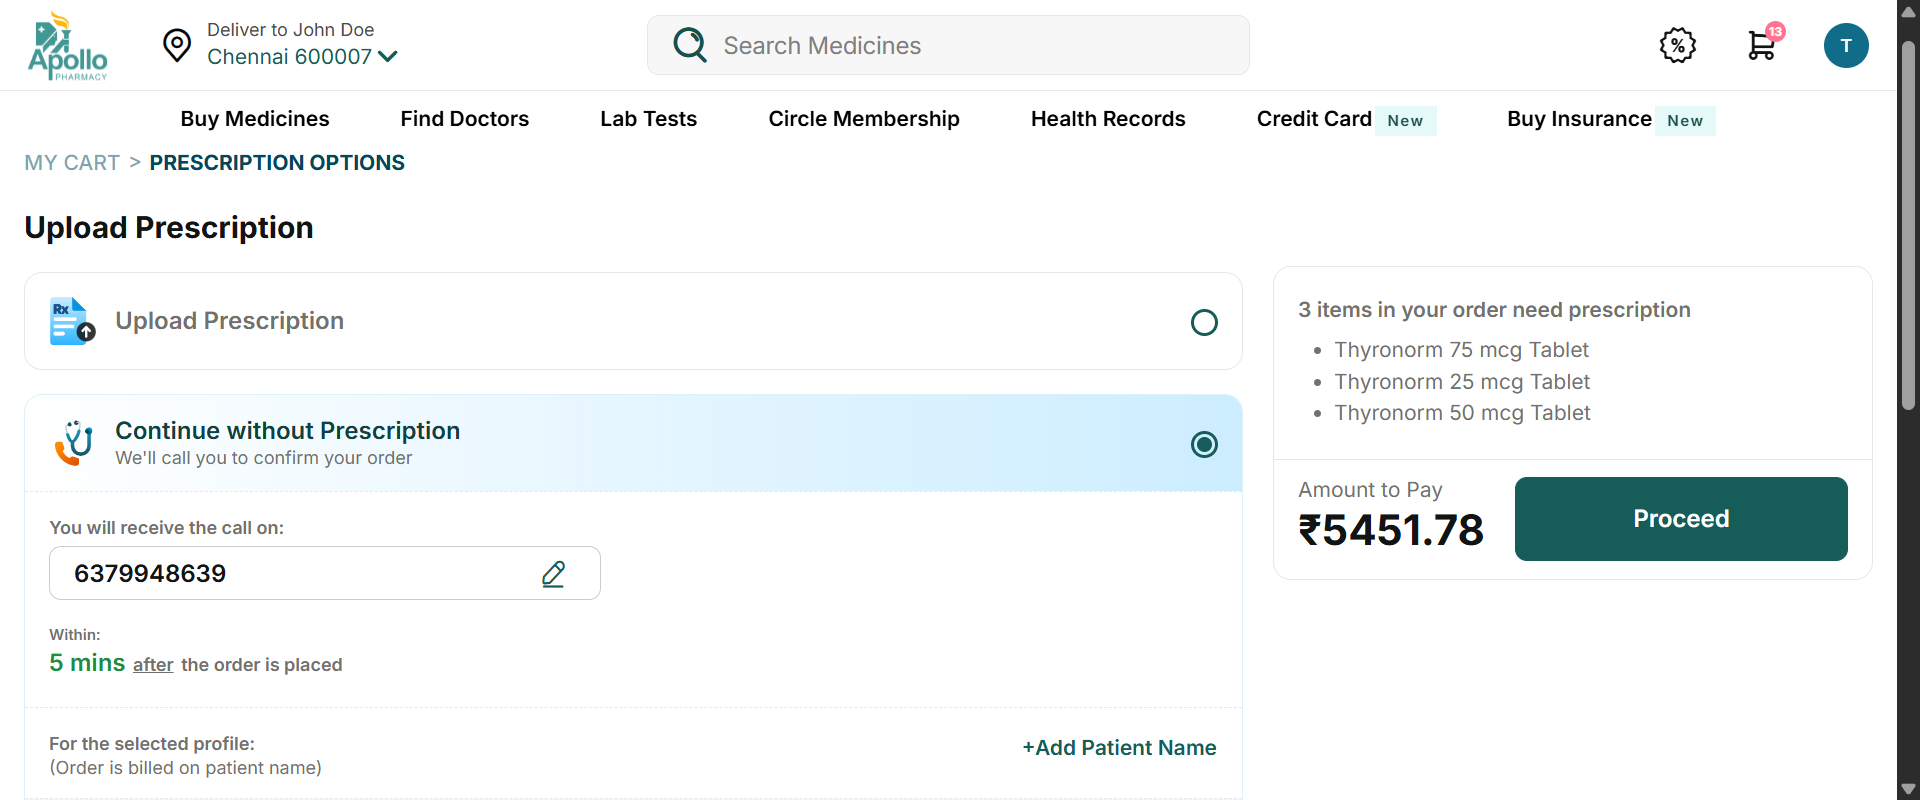 Apollo
PHARMACY
Deliver to John Doe
Chennai 600007
Search Medicines
%
13
T
Buy Medicines
Find Doctors
Lab Tests
Circle Membership
Health Records
Credit Card New
Buy Insurance New
MY CART > PRESCRIPTION OPTIONS
Upload Prescription
Rx
Upload Prescription
Continue without Prescription
We'll call you to confirm your order
You will receive the call on:
6379948639
Within:
5 mins after the order is placed
For the selected profile:
(Order is billed on patient name)
+Add Patient Name
3 items in your order need prescription
• Thyronorm 75 mcg Tablet
• Thyronorm 25 mcg Tablet
• Thyronorm 50 mcg Tablet
Amount to Pay
₹5451.78
Proceed